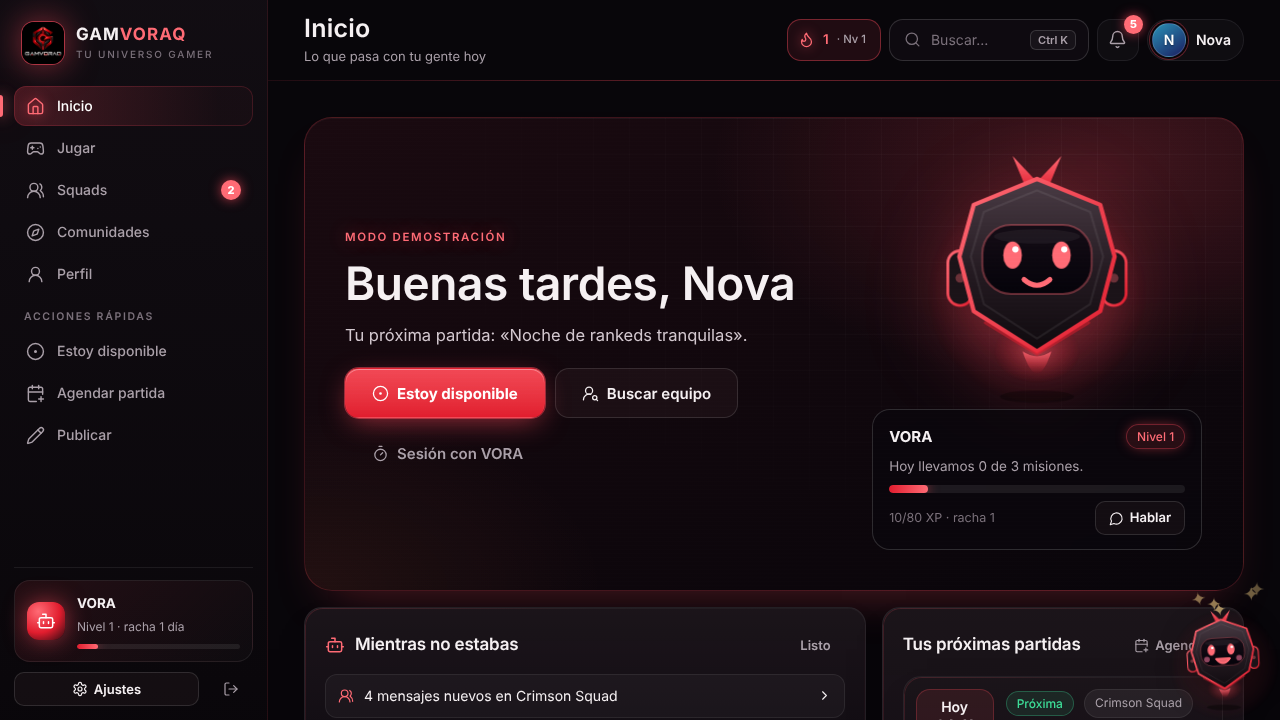 GAMVORAQ
TU UNIVERSO GAMER
Inicio
Jugar
Squads
2
Comunidades
Perfil
ACCIONES RÁPIDAS
Estoy disponible
Agendar partida
Publicar
VORA
Nivel 1 · racha 1 día
Ajustes
Inicio
Lo que pasa con tu gente hoy
1 · Nv 1
Buscar...
Ctrl K
5
N
Nova
MODO DEMOSTRACIÓN
Buenas tardes, Nova
Tu próxima partida: «Noche de rankeds tranquilas».
Estoy disponible
Buscar equipo
Sesión con VORA
VORA
Nivel 1
Hoy llevamos 0 de 3 misiones.
10/80 XP · racha 1
Hablar
Mientras no estabas
Listo
4 mensajes nuevos en Crimson Squad
Tus próximas partidas
Hoy
Próxima
Crimson Squad